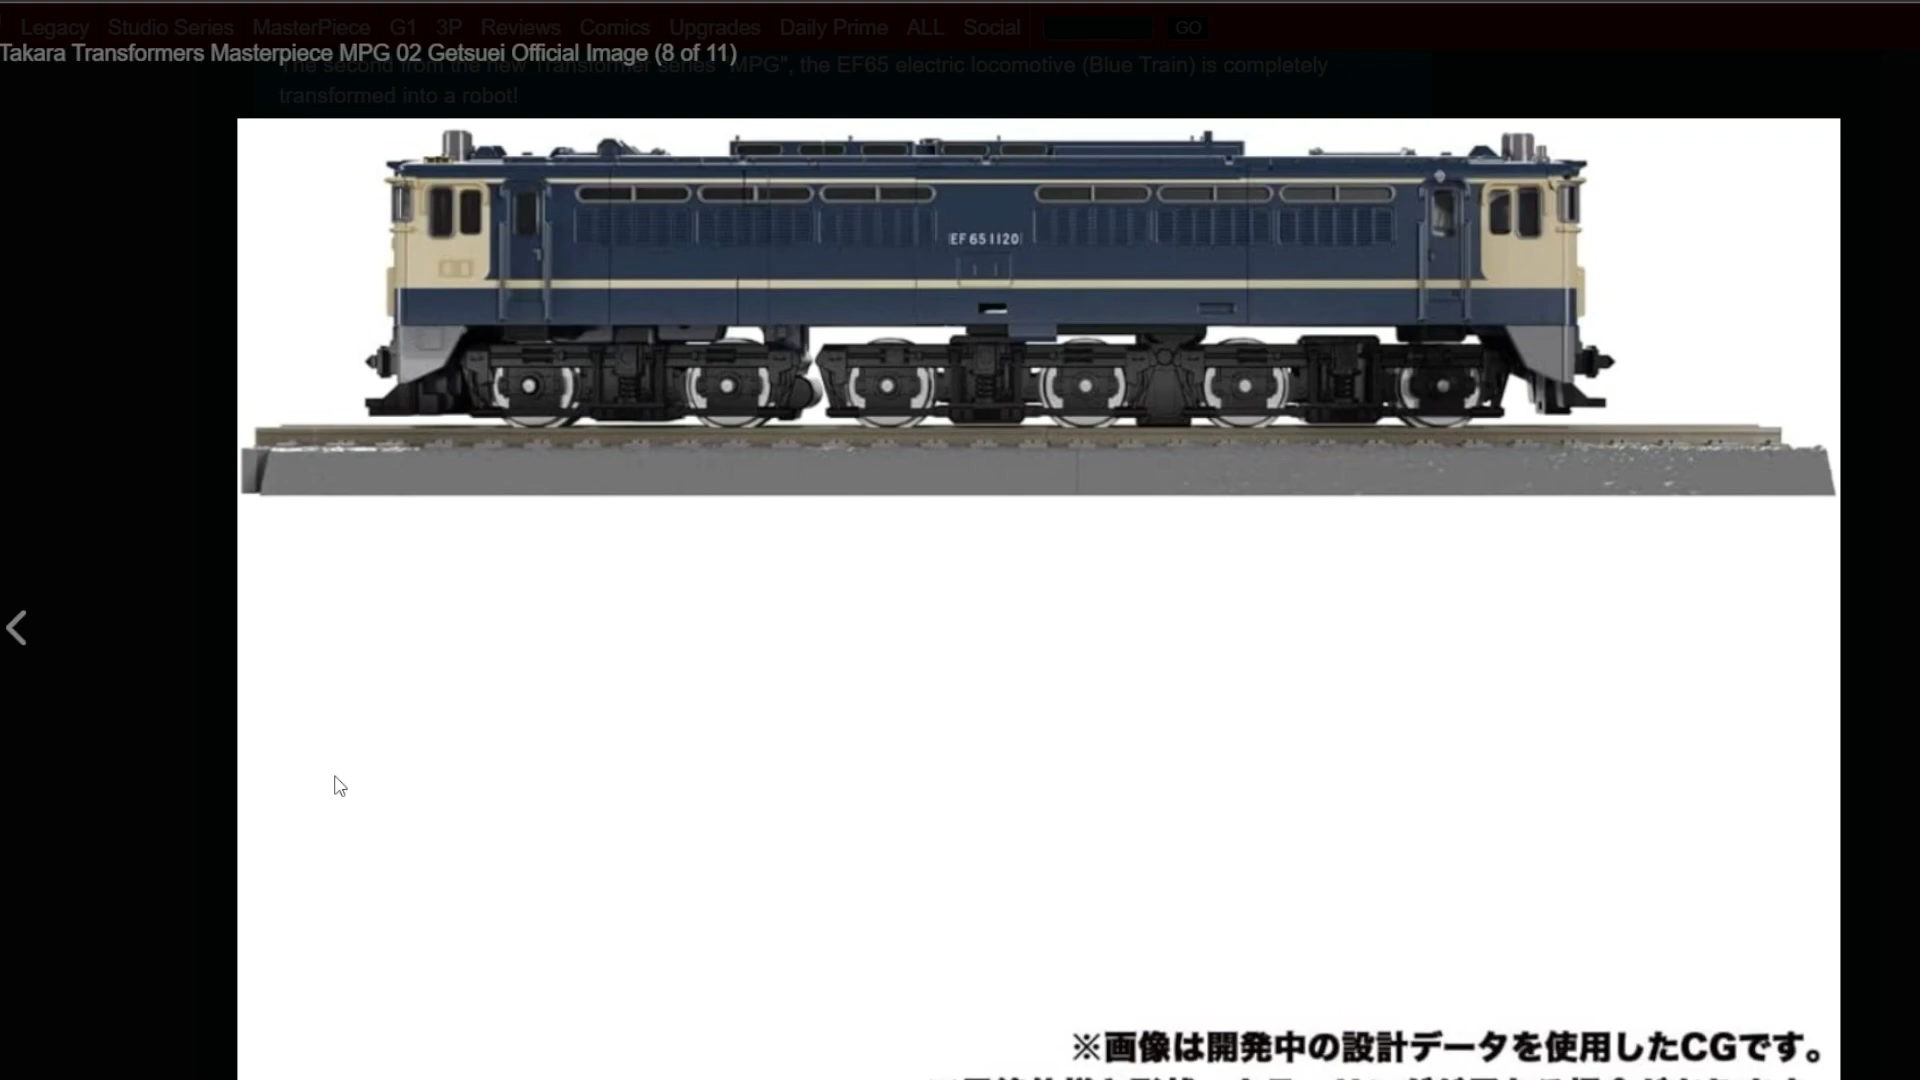 Legacy Studio Series MasterPiece G1 3P Reviews Comics Upgrades Daily Prime ALL Social GO
Takara Transformers Masterpiece MPG 02 Getsuei Official Image (8 of 11)
The second from the new Transformer series "MPG", the EF65 electric locomotive (Blue Train) is completely
transformed into a robot!
EF 65 1120
※画像は開発中の設計データを使用したCGです。